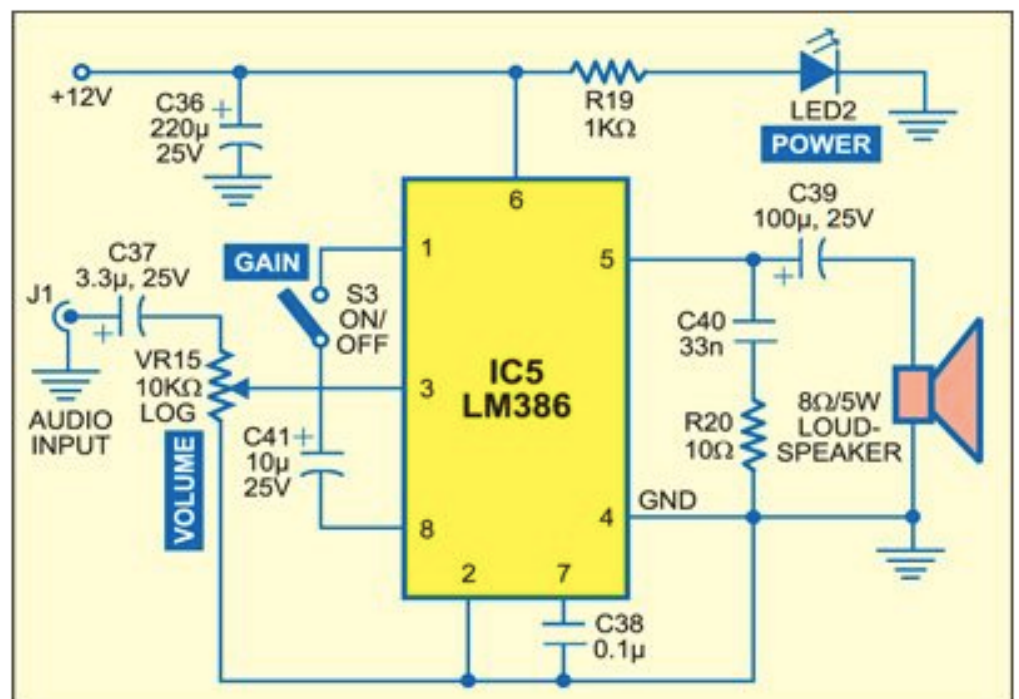 +12V
C36
220µ
25V
+
R19
1KΩ
LED2
POWER
6
C39
100µ, 25V
+
1
5
GAIN
C37
3.3µ, 25V
+
J1
S3
ON/
OFF
C40
33n
VR15
10KΩ
LOG
3
IC5
LM386
AUDIO
INPUT
VOLUME
C41
10µ
25V
+
R20
10Ω
8Ω/5W
LOUD-
SPEAKER
8
4
GND
2
7
C38
0.1µ